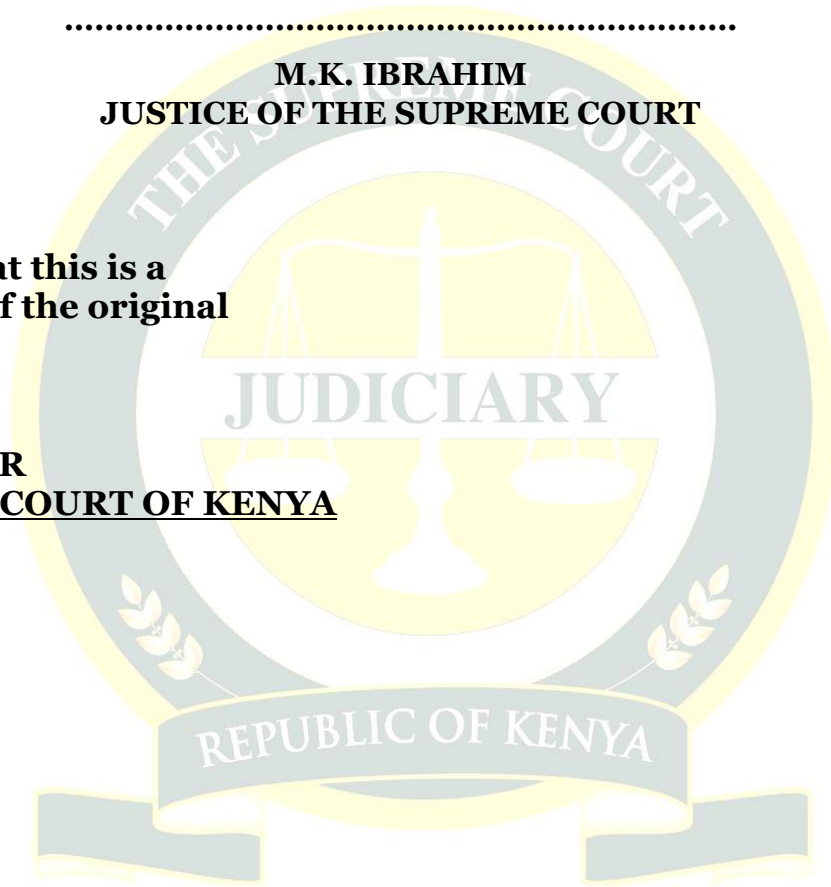 ....................................................................
M.K. IBRAHIM
JUSTICE OF THE SUPREME COURT
THE SUPREME COURT
this is a
the original
JUDICIARY
R
COURT OF KENYA
REPUBLIC OF KENYA